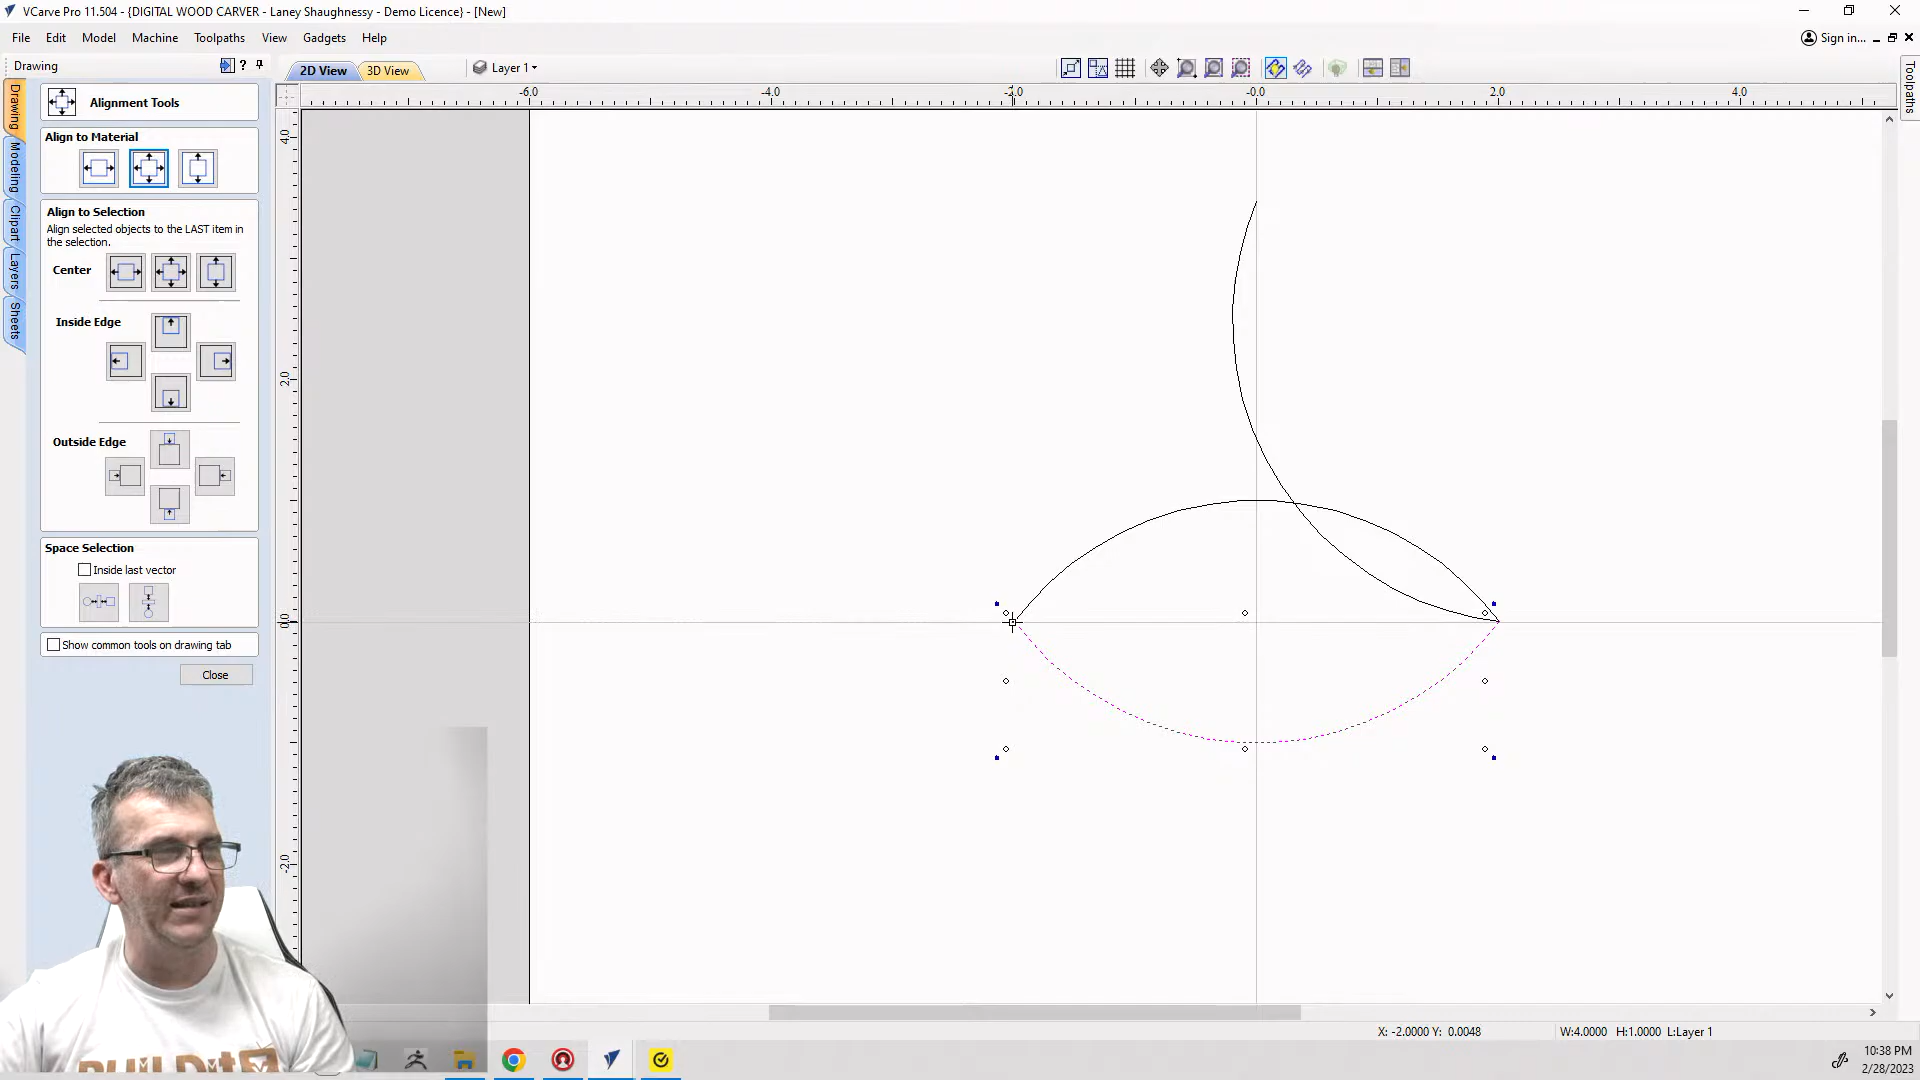 VCarve Pro 11.504 - {DIGITAL WOOD CARVER - Laney Shaughnessy - Demo Licence} - [New]
File Edit Model Machine Toolpaths View Gadgets Help
Sign in...
Drawing
?
2D View
3D View
Layer 1
Toolpaths
Drawing
Modeling
Clipart
Layers
Sheets
Alignment Tools
Align to Material
Align to Selection
Align selected objects to the LAST item in
the selection.
Center
Inside Edge
Outside Edge
Space Selection
Inside last vector
Show common tools on drawing tab
Close
-6.0 -4.0 -2.0 -0.0 2.0 4.0
4.0
2.0
0.0
-2.0
X: -2.0000 Y: 0.0048
W:4.0000 H:1.0000 L:Layer 1
10:38 PM
2/28/2023